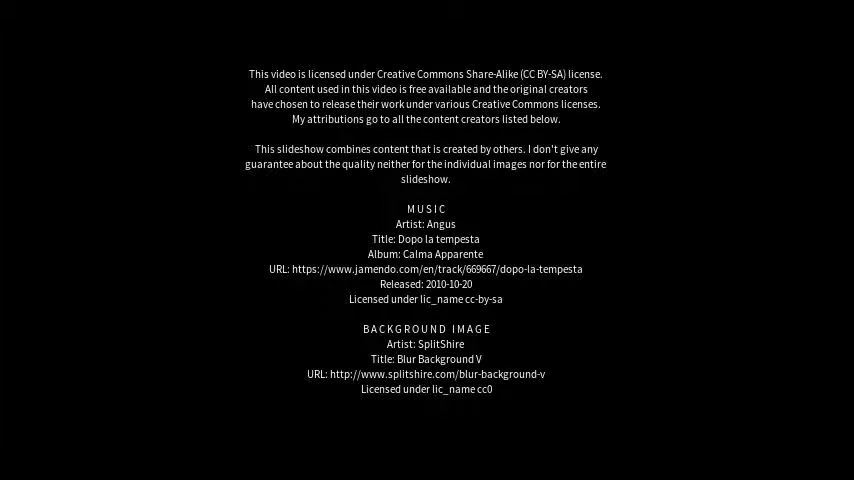 This video is licensed under Creative Commons Share-Alike (CC BY-SA) license.
All content used in this video is free available and the original creators
have chosen to release their work under various Creative Commons licenses.
My attributions go to all the content creators listed below.
This slideshow combines content that is created by others. I don't give any
guarantee about the quality neither for the individual images nor for the entire
slideshow.
MUSIC
Artist: Angus
Title: Dopo la tempesta
Album: Calma Apparente
URL: https://www.jamendo.com/en/track/669667/dopo-la-tempesta
Released: 2010-10-20
Licensed under lic_name cc-by-sa
BACKGROUND IMAGE
Artist: SplitShire
Title: Blur Background V
URL: http://www.splitshire.com/blur-background-v
Licensed under lic_name cc0